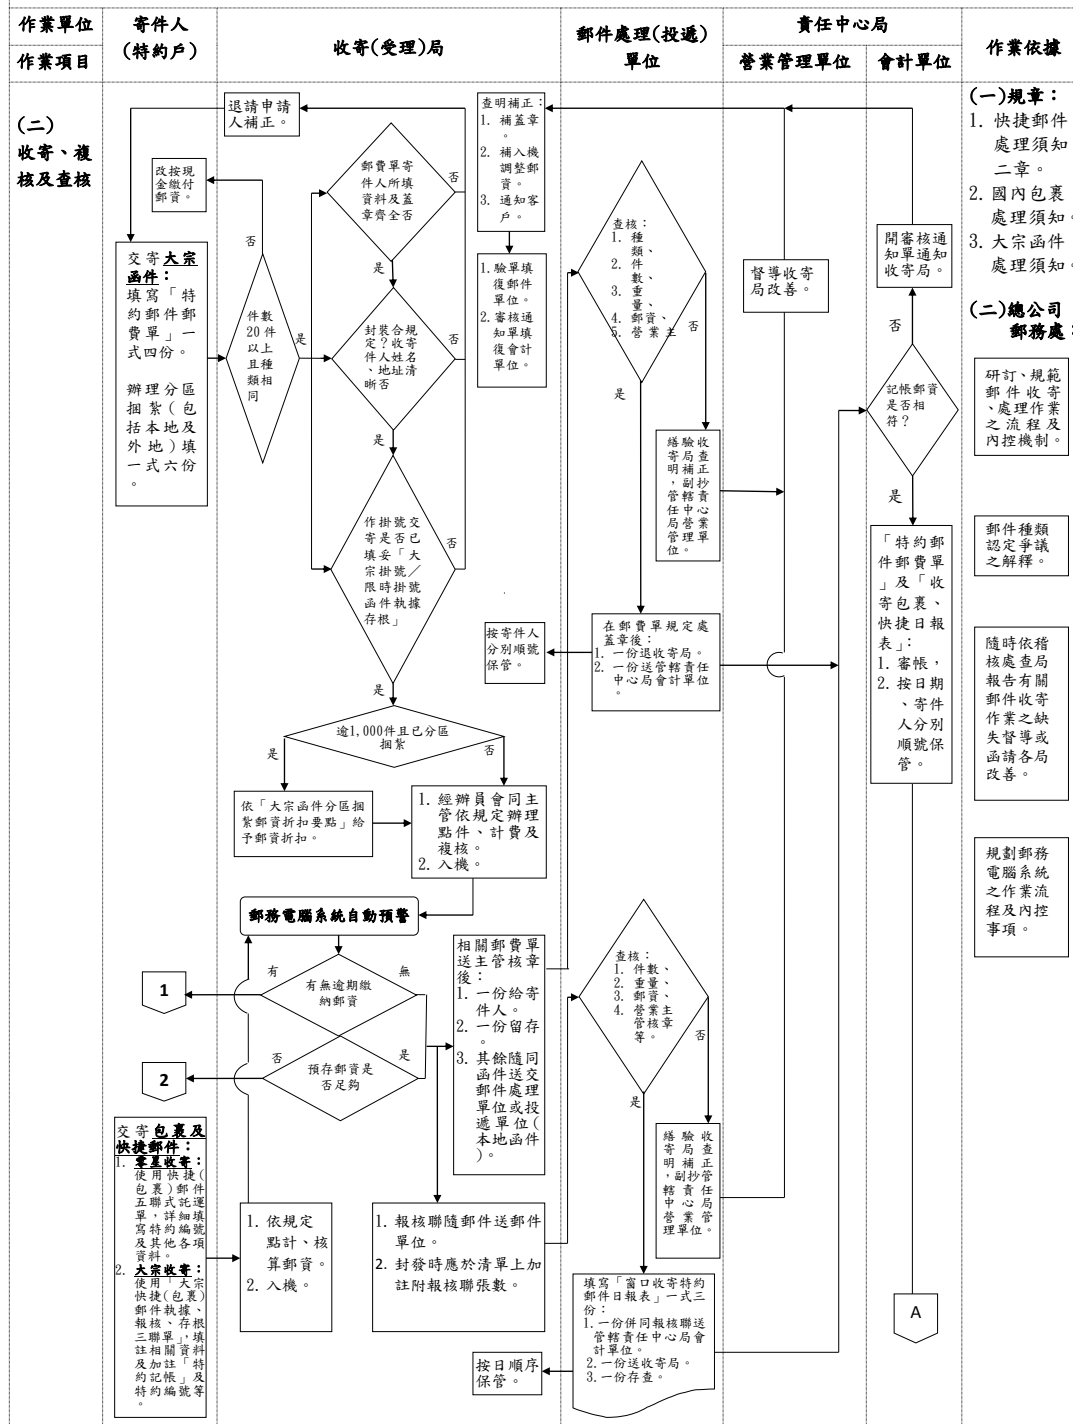 作業單位
作業項目
寄件人
(特約戶)
收寄(受理)局
郵件處理(投遞)
單位
責任中心局
營業管理單位
會計單位
作業依據
(二)
收寄、複
核及查核
退請申請
人補正。
改按現
金繳付
郵資。
否
交寄大宗
函件：
填寫「特
約郵件郵
費單」一
式四份。
辦理分區
捆紮(包
括本地及
外地)填
一式六份
。
件數
20件
以上
且種
類相
同
是
郵費單寄
件人所填
資料及蓋
章齊全否
否
是
封裝合規
定？收寄
件人姓名
、地址清
晰否
否
是
作掛號交
寄是否已
填妥「大
宗掛號／
限時掛號
函件執據
存根」
否
是
逾1,000件且已分區
捆紮
是
否
依「大宗函件分區捆
紮郵資折扣要點」給
予郵資折扣。
1. 經辦員會同主
管依規定辦理
點件、計費及
複核。
2. 入機。
郵務電腦系統自動預警
有
無
有無逾期繳
納郵資
1
否
是
預存郵資是
否足夠
2
交寄包裹及
快捷郵件：
1. 零星收寄：
使用快捷(
包裹)郵件
五聯式託運
單，詳細填
寫特約編號
及其他各項
資料。
2. 大宗收寄：
使用「大宗
快捷(包裹)
郵件執據、
報核、存根
三聯單」，填
註相關資料
及加註「特
約記帳」及
特約編號等
。
1. 依規定
點計、核
算郵資。
2. 入機。
查明補正：
1. 補蓋章
。
2. 補入機
調整郵
資。
3. 通知客
戶。
1. 驗單填
復郵件
單位。
2. 審核通
知單填
復會計
單位。
按寄件人
分別順號
保管。
相關郵費單
送主管核章
後：
1. 一份給寄
件人。
2. 一份留存
。
3. 其餘隨同
函件送交
郵件處理
單位或投
遞單位(
本地函件
)。
1. 報核聯隨郵件送郵件
單位。
2. 封發時應於清單上加
註附報核聯張數。
按日順序
保管。
查核：
1. 種
類、
2. 件
數、
3. 重
量、
4. 郵資、
5. 營業主
否
是
繕驗收
寄局查
明補正
，副抄
管轄責
任中心
局營業
管理單
位。
在郵費單規定處
蓋章後：
1. 一份退收寄局。
2. 一份送管轄責任
中心局會計單位
。
查核：
1. 件數、
2. 重量、
3. 郵資、
4. 營業主
管核章
等。
否
是
繕驗收
寄局查
明補正
，副抄管
轄責任
中心局
營業管
理單位。
填寫「窗口收寄特約
郵件日報表」一式三
份：
1.一份併同報核聯送
管轄責任中心局會
計單位。
2.一份送收寄局。
3.一份存查。
督導收寄
局改善。
開審核通
知單通知
收寄局。
否
記帳郵資
是否相
符？
是
「特約郵
件郵費單
」及「收
寄包裹、
快捷日報
表」：
1. 審帳，
2. 按日期
、寄件
人分別
順號保
管。
A
(一)規章：
1. 快捷郵件
處理須知
二章。
2. 國內包裹
處理須知。
3. 大宗函件
處理須知。
(二)總公司
郵務處：
研訂、規範
郵件收寄
、處理作業
之流程及
內控機制。
郵件種類
認定爭議
之解釋。
隨時依稽
核處查局
報告有關
郵件收寄
作業之缺
失督導或
函請各局
改善。
規劃郵務
電腦系統
之作業流
程及內控
事項。